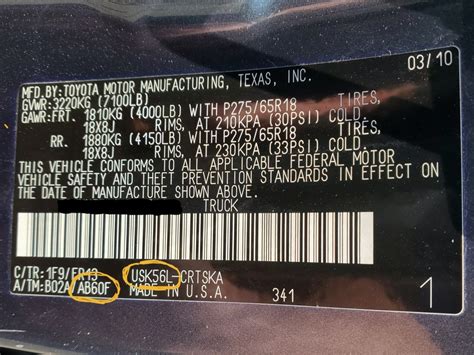 03/10
MFD.BY:TOYOTA MOTOR MANUFACTURING, TEXAS, INC.
GVWR:3220KG(7100LB)
GAWR:FRT. 1810KG(4000LB)WITH P275/65R18 TIRES,
18X8J RIMS, AT 210KPA(30PSI) COLD.
RR. 1880KG(4150LB)WITH P275/65R18 TIRES,
18X8J RIMS, AT 230KPA(33PSI) COLD.
THIS VEHICLE CONFORMS TO ALL APPLICABLE FEDERAL MOTOR
VEHICLE SAFETY AND THEFT PREVENTION STANDARDS IN EFFECT ON
THE DATE OF MANUFACTURE SHOWN ABOVE.
TRUCK
C/TR:1F9/FB13 USK56L-CRTSKA
A/TM:B02A/AB60F MADE IN U.S.A. 341 1